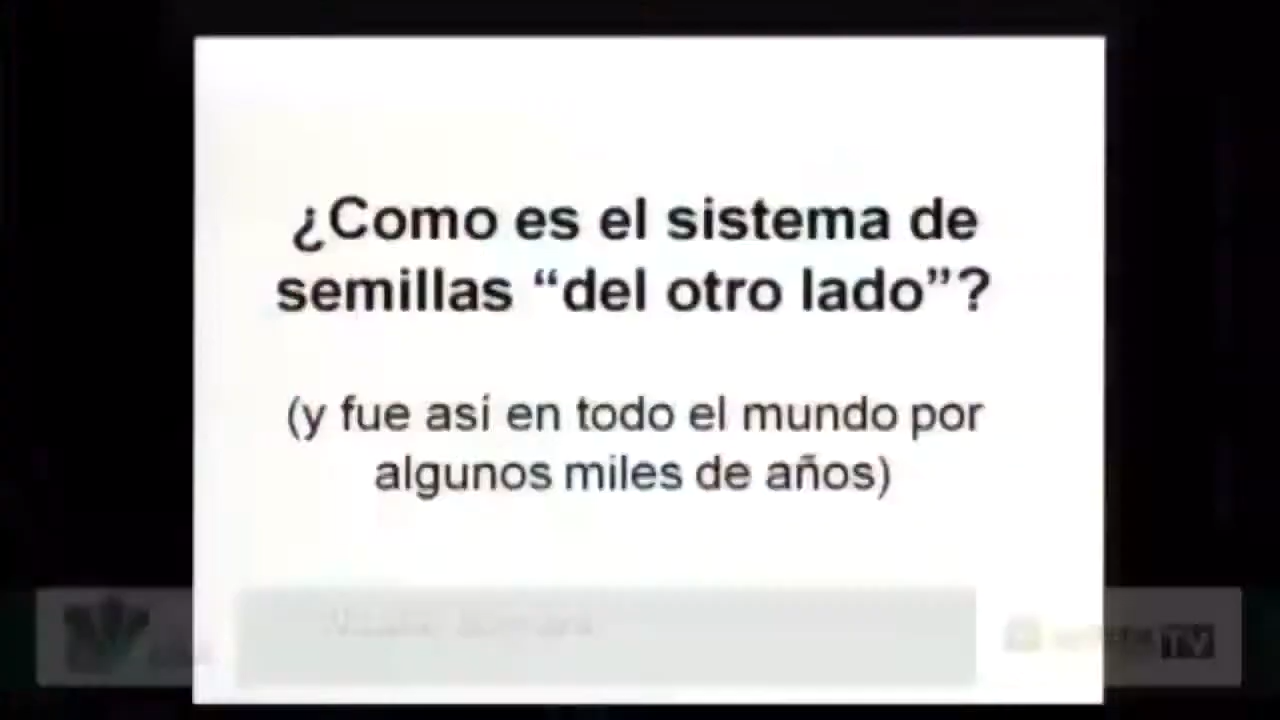 ¿Como es el sistema de
semillas “del otro lado”?
(y fue así en todo el mundo por
algunos miles de años)
TV